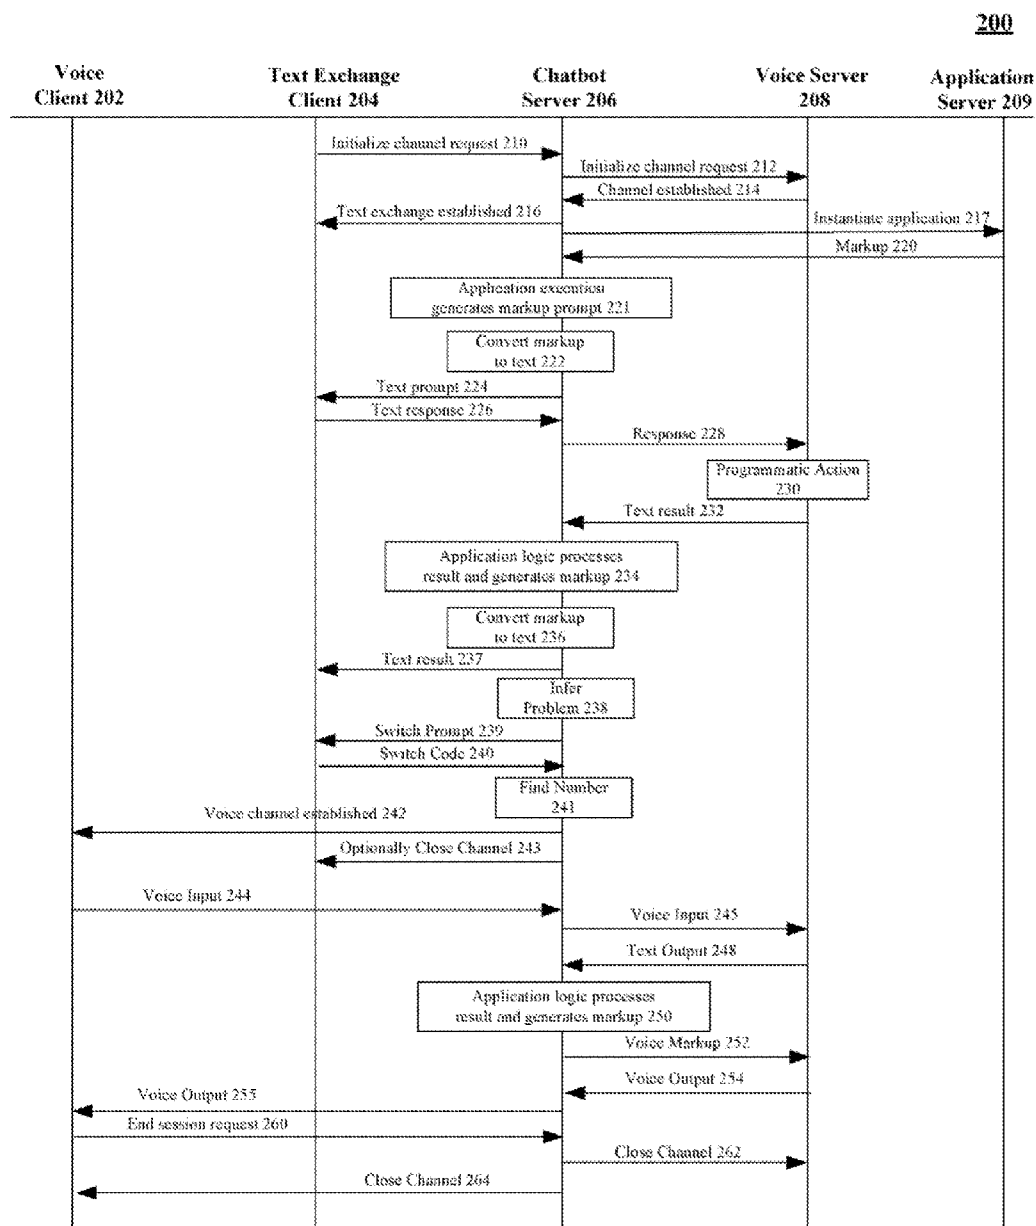 200
Voice
Client 202
Text Exchange
Client 204
Chatbot
Server 206
Voice Server
208
Application
Server 209
Initialize channel request 210
Initialize channel request 212
Channel established 214
Text exchange established 216
Instantiate application 217
Markup 220
Application execution
generates markup prompt 221
Convert markup
to text 222
Text prompt 224
Text response 226
Response 228
Programmatic Action
230
Text result 232
Application logic processes
result and generates markup 234
Convert markup
to text 236
Text result 237
Infer
Problem 238
Switch Prompt 239
Switch Code 240
Find Number
241
Voice channel established 242
Optionally Close Channel 243
Voice Input 244
Voice Input 245
Text Output 248
Application logic processes
result and generates markup 250
Voice Markup 252
Voice Output 254
Voice Output 255
End session request 260
Close Channel 262
Close Channel 264